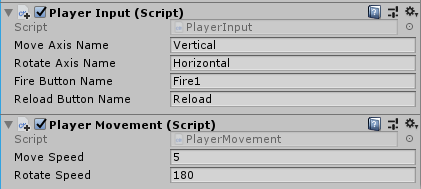 Player Input (Script)
Script PlayerInput
Move Axis Name Vertical
Rotate Axis Name Horizontal
Fire Button Name Fire1
Reload Button Name Reload
Player Movement (Script)
Script PlayerMovement
Move Speed 5
Rotate Speed 180